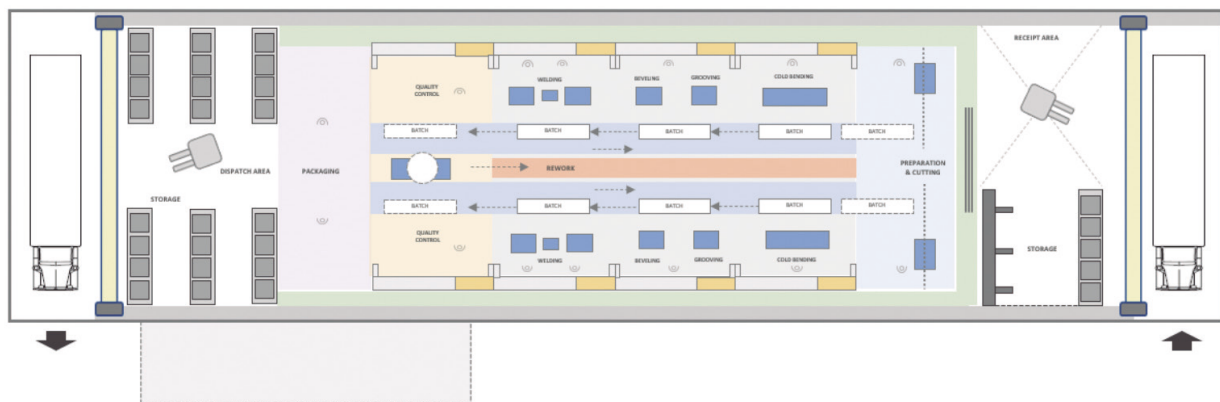 RECEIPT AREA
WELDING
BEVELING
GROOVING
COLD BENDING
QUALITY
CONTROL
BATCH
BATCH
BATCH
BATCH
BATCH
DISPATCH AREA
PACKAGING
REWORK
PREPARATION
& CUTTING
STORAGE
BATCH
BATCH
BATCH
BATCH
BATCH
QUALITY
CONTROL
WELDING
BEVELING
GROOVING
COLD BENDING
STORAGE